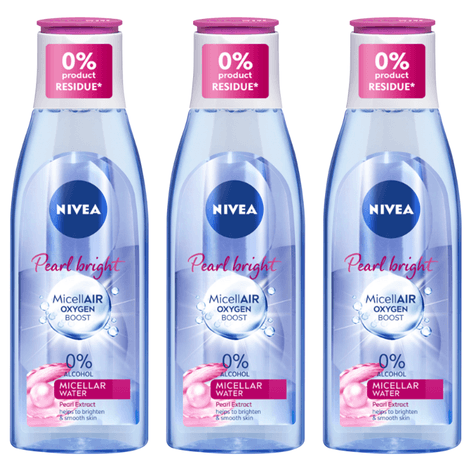 0%
product
RESIDUE*
NIVEA
Pearl bright
MicellAIR
OXYGEN
BOOST
0%
ALCOHOL
MICELLAR
WATER
Pearl Extract
helps to brighten
& smooth skin
0%
product
RESIDUE*
NIVEA
Pearl bright
MicellAIR
OXYGEN
BOOST
0%
ALCOHOL
MICELLAR
WATER
Pearl Extract
helps to brighten
& smooth skin
0%
product
RESIDUE*
NIVEA
Pearl bright
MicellAIR
OXYGEN
BOOST
0%
ALCOHOL
MICELLAR
WATER
Pearl Extract
helps to brighten
& smooth skin